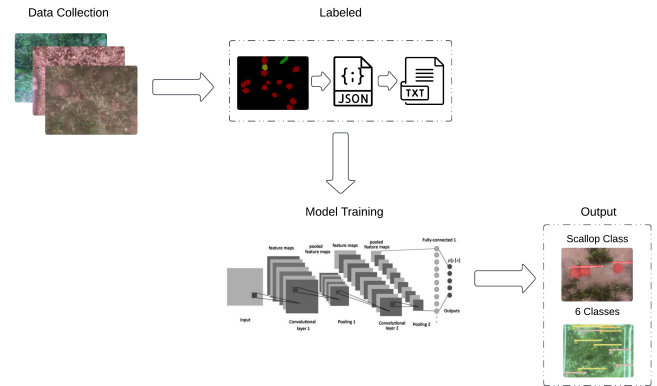 Data Collection
Labeled
{;}
JSON
TXT
Model Training
Output
feature maps
pooled
feature maps
feature maps
pooled
feature maps
Fully-connected 1
p(y|x)
Outputs
Input
Convolutional
layer 1
Pooling 1
Convolutional
layer 2
Pooling 2
Scallop Class
6 Classes